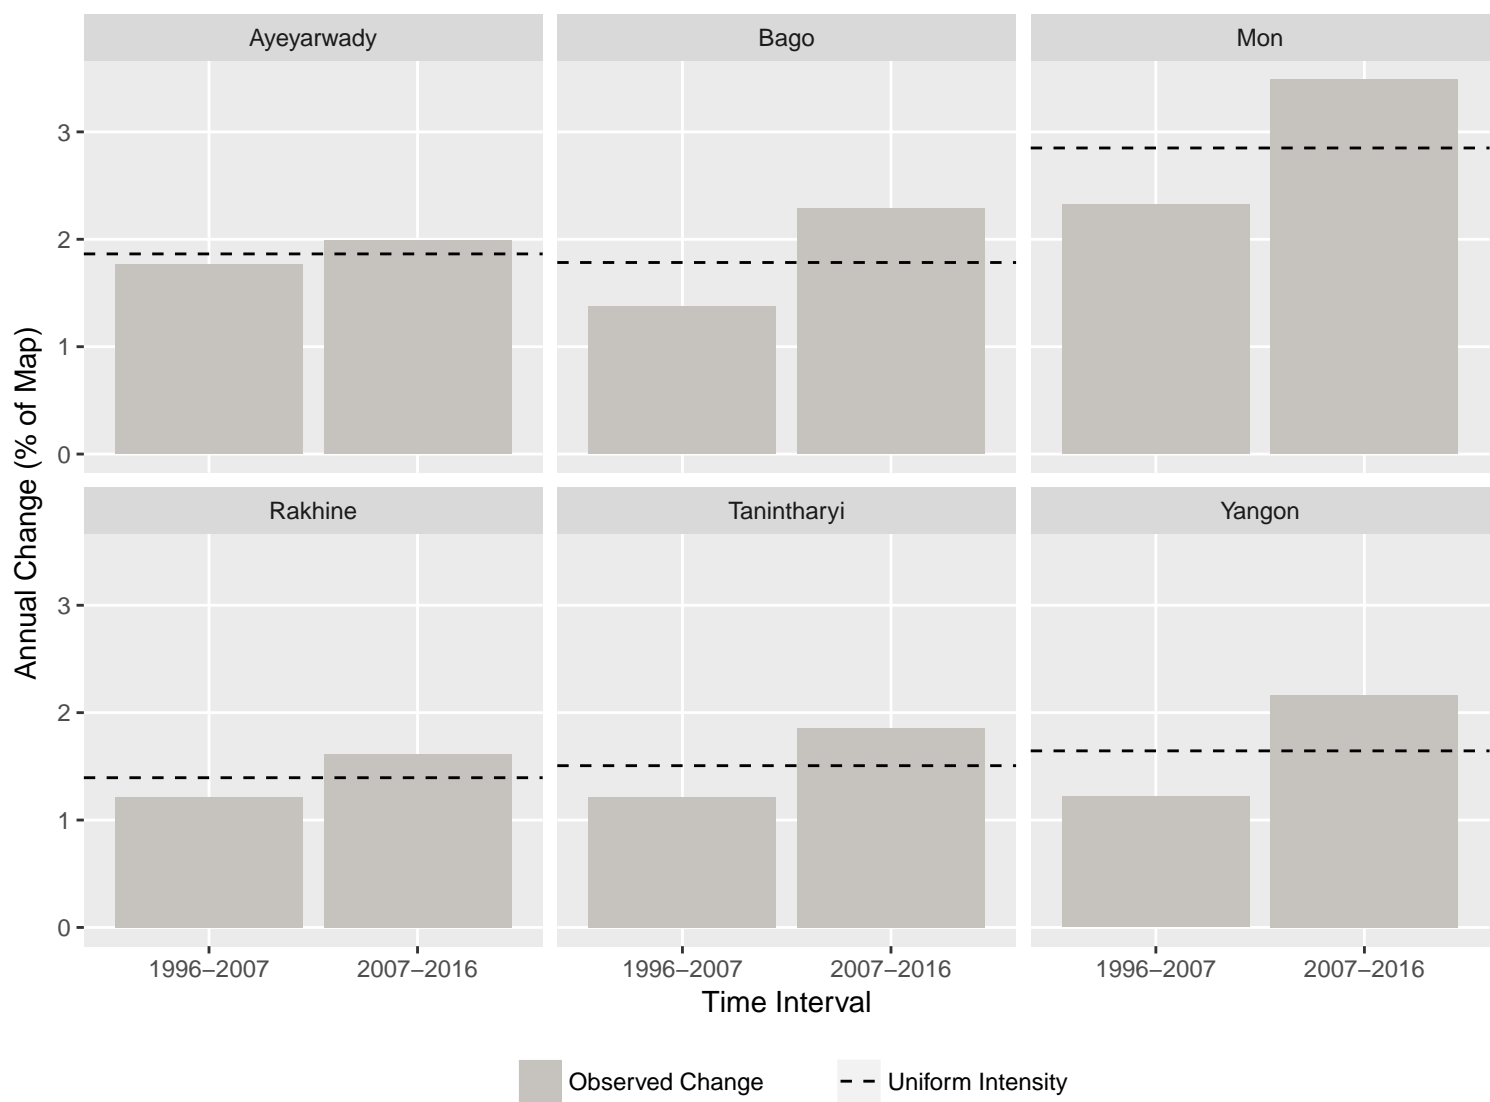 Ayeyarwady
Bago
Mon
3
2
1
0
Rakhine
Tanintharyi
Yangon
3
2
1
0
Annual Change (% of Map)
1996–2007
2007–2016
1996–2007
2007–2016
1996–2007
2007–2016
Time Interval
Observed Change
Uniform Intensity